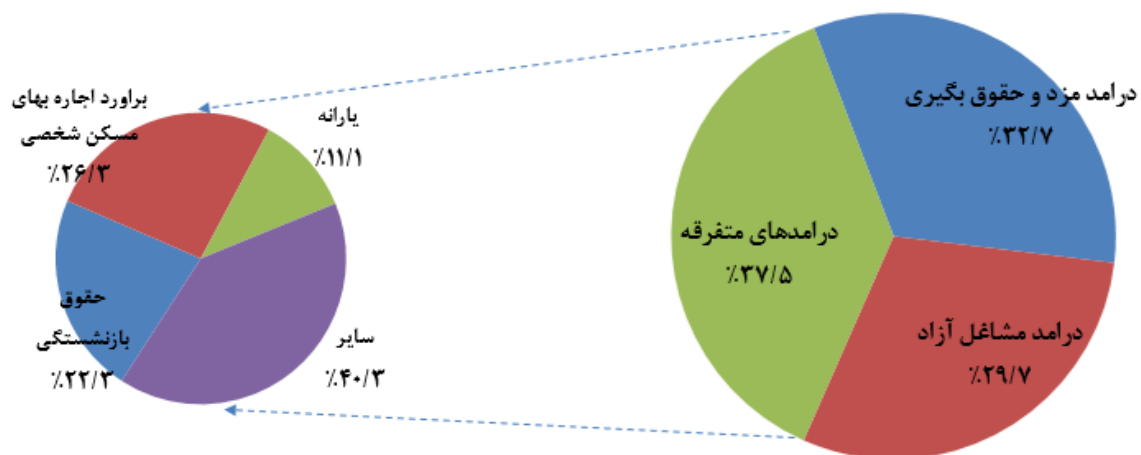 درامد مزد و حقوق بگیری
٪۳۲/۷
درامدهای متفرقه
٪۳۷/۵
درامد مشاغل آزاد
٪۲۹/۷
یارانه
٪۱۱/۱
براورد اجاره بهای
مسکن شخصی
٪۲۶/۳
حقوق
بازنشستگی
٪۲۲/۳
سایر
٪۴۰/۳